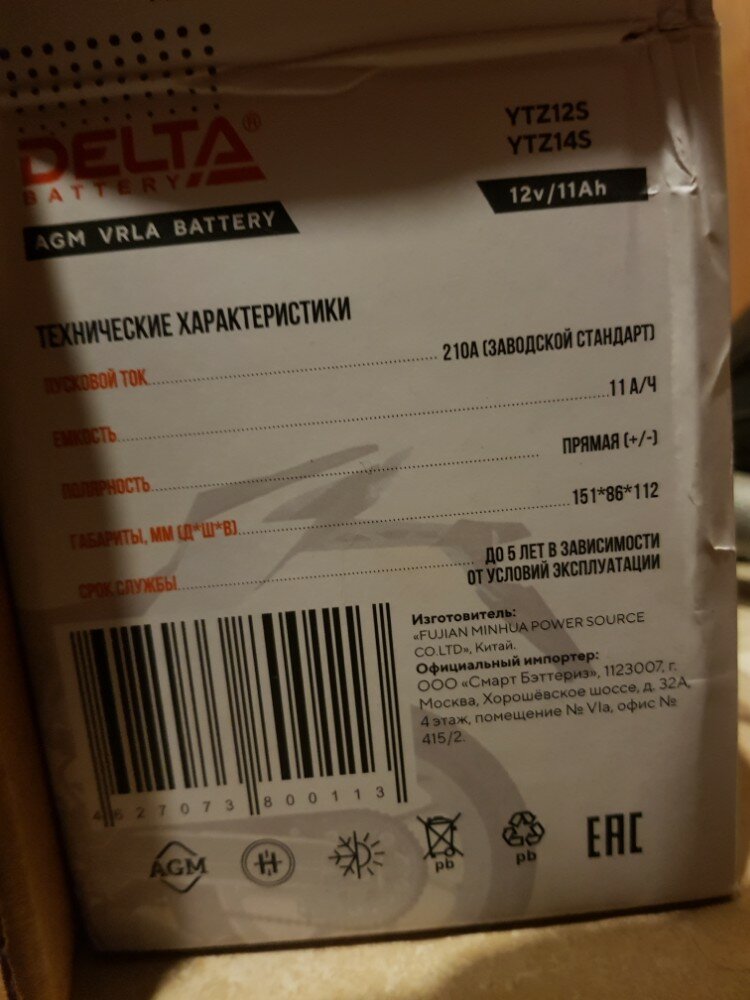 DELTA®
BATTERY
YTZ12S
YTZ14S
12v/11Ah
AGM VRLA BATTERY
ТЕХНИЧЕСКИЕ ХАРАКТЕРИСТИКИ
ПУСКОВОЙ ТОК 210А (ЗАВОДСКОЙ СТАНДАРТ)
ЕМКОСТЬ 11 А/Ч
ПОЛЯРНОСТЬ ПРЯМАЯ (+/-)
ГАБАРИТЫ, ММ (Д*Ш*В) 151*86*112
СРОК СЛУЖБЫ ДО 5 ЛЕТ В ЗАВИСИМОСТИ
ОТ УСЛОВИЙ ЭКСПЛУАТАЦИИ
Изготовитель:
«FUJIAN MINHUA POWER SOURCE
CO.LTD», Китай.
Официальный импортер:
ООО «Смарт Бэттериз», 1123007, г.
Москва, Хорошёвское шоссе, д. 32А,
4 этаж, помещение № VIa, офис №
415/2.
4 627073 800113
AGM
pb
pb
EAC